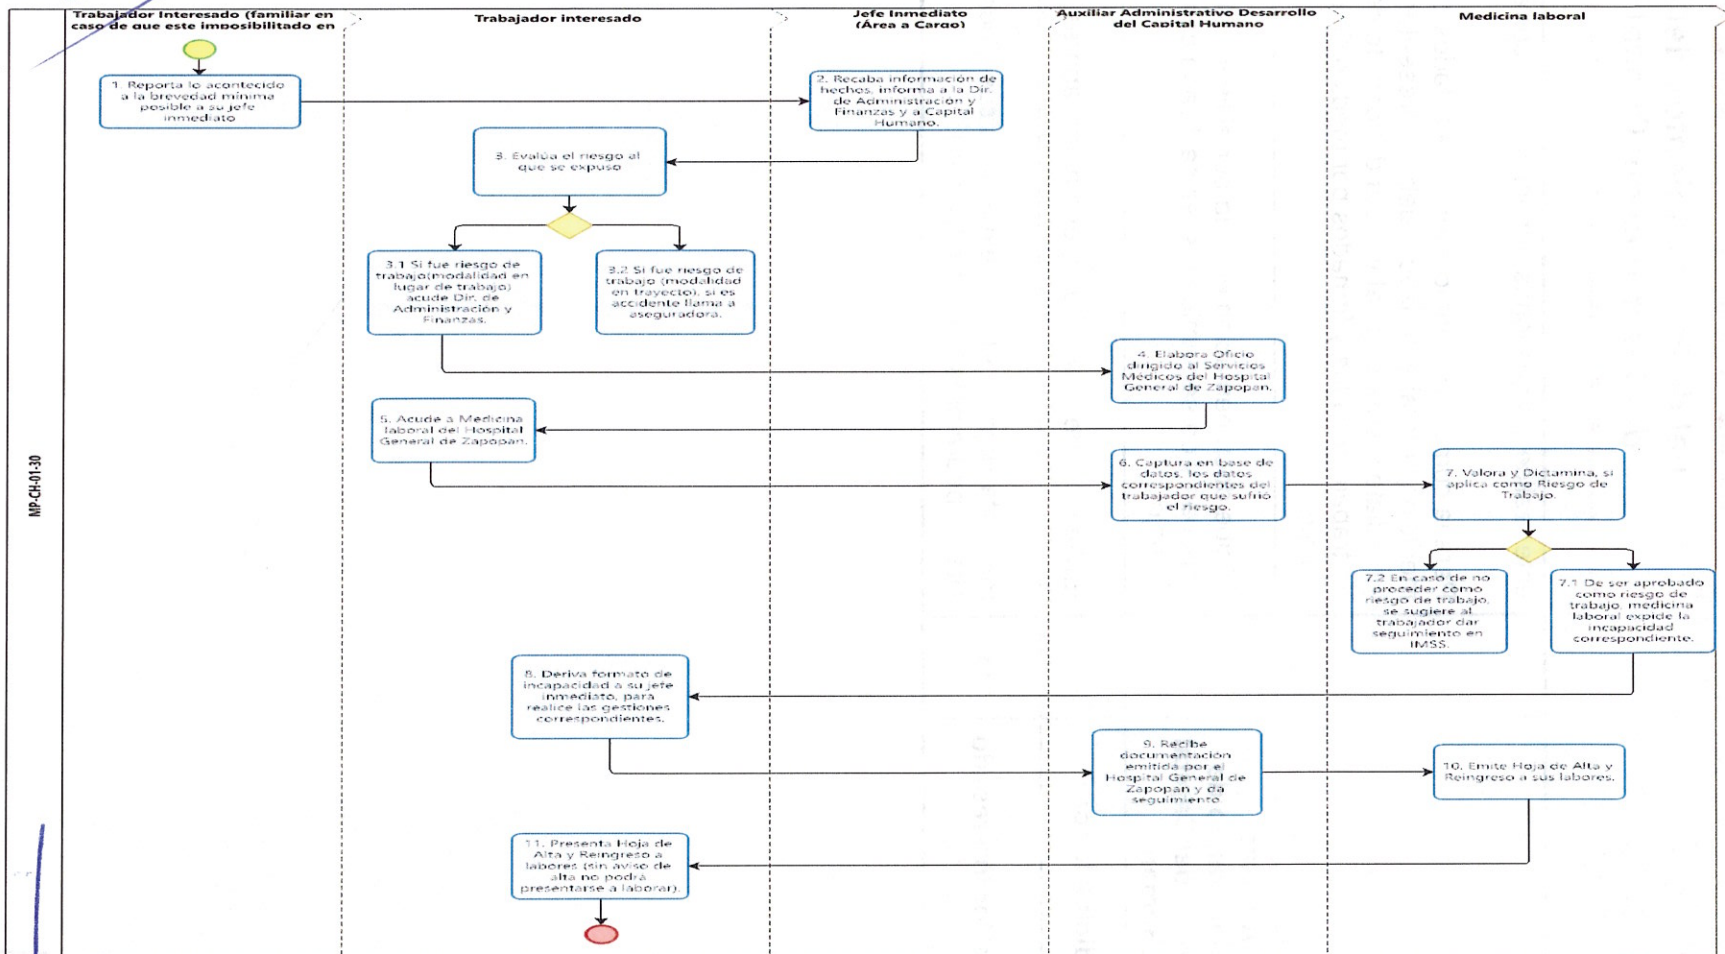 Trabajador Interesado (familiar en
caso de que este imposibilitado en
Trabajador interesado
Jefe Inmediato
(Área a Cargo)
Auxiliar Administrativo Desarrollo
del Capital Humano
Medicina laboral
MP-CH-01-30
1. Reporta lo acontecido
a la brevedad mínima
posible a su jefe
inmediato
2. Recaba información de
hechos, informa a la Dir.
de Administración y
Finanzas y a Capital
Humano.
3. Evalúa el riesgo al
que se expuso
3.1 Si fue riesgo de
trabajo(modalidad en
lugar de trabajo)
acude Dir. de
Administración y
Finanzas.
3.2 Si fue riesgo de
trabajo (modalidad
en trayecto), si es
accidente llama a
aseguradora.
4. Elabora Oficio
dirigido al Servicios
Médicos del Hospital
General de Zapopan.
5. Acude a Medicina
laboral del Hospital
General de Zapopan.
6. Captura en base de
datos, los datos
correspondientes del
trabajador que sufrió
el riesgo.
7. Valora y Dictamina, si
aplica como Riesgo de
Trabajo.
7.2 En caso de no
proceder como
riesgo de trabajo,
se sugiere al
trabajador dar
seguimiento en
IMSS.
7.1 De ser aprobado
como riesgo de
trabajo, medicina
laboral expide la
incapacidad
correspondiente.
8. Deriva formato de
incapacidad a su jefe
inmediato, para
realice las gestiones
correspondientes.
9. Recibe
documentación
emitida por el
Hospital General de
Zapopan y da
seguimiento
10. Emite Hoja de Alta y
Reingreso a sus labores.
11. Presenta Hoja de
Alta y Reingreso a
labores (sin aviso de
alta no podrá
presentarse a laborar).